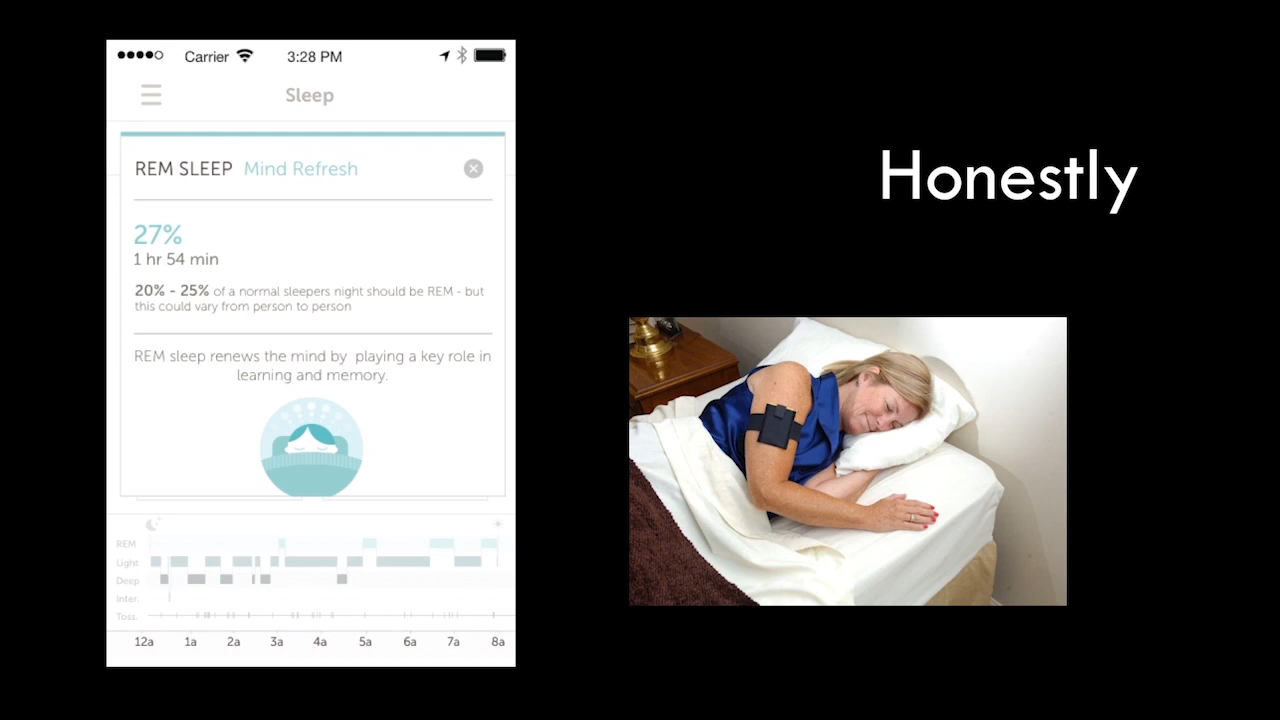 Carrier 3:28 PM
Sleep
REM SLEEP Mind Refresh
27%
1 hr 54 min
20% - 25% of a normal sleepers night should be REM - but
this could vary from person to person
REM sleep renews the mind by playing a key role in
learning and memory.
REM
Light
Deep
Inter.
Toss.
12a 1a 2a 3a 4a 5a 6a 7a 8a
Honestly